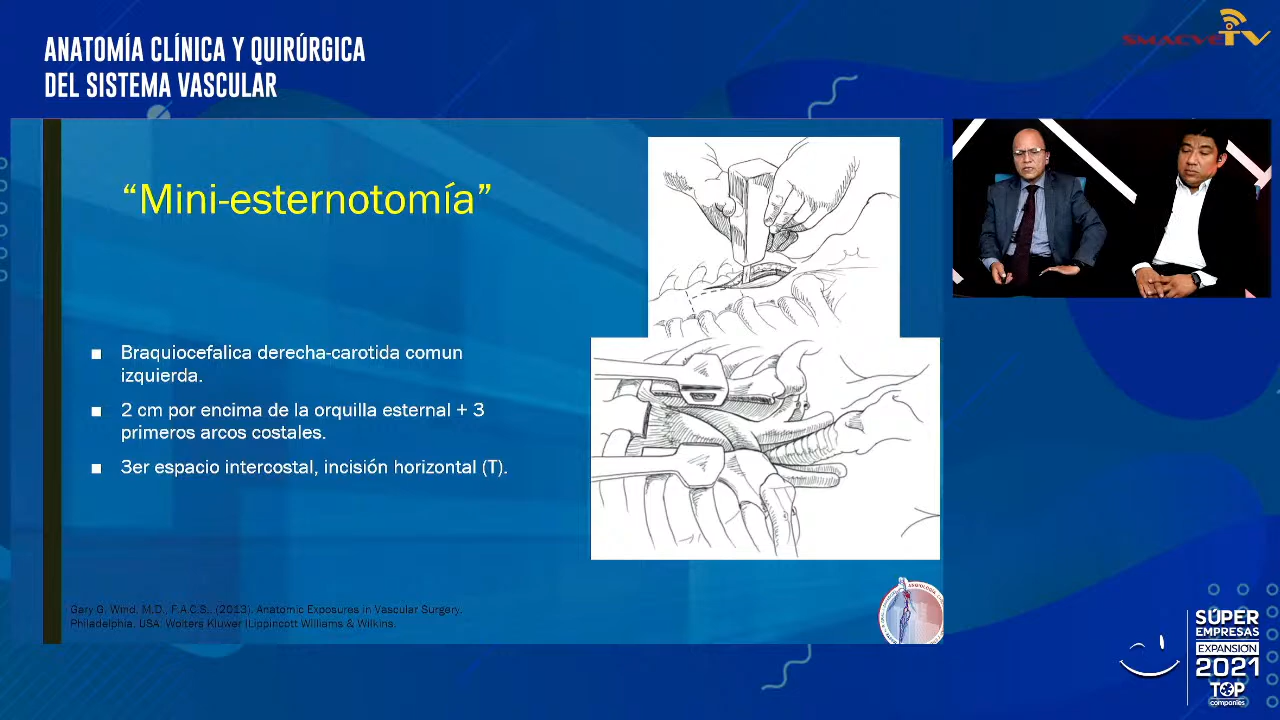 ANATOMÍA CLÍNICA Y QUIRÚRGICA
DEL SISTEMA VASCULAR
SMACVETV
“Mini-esternotomía”
■ Braquiocefalica derecha-carotida comun
izquierda.
■ 2 cm por encima de la orquilla esternal + 3
primeros arcos costales.
■ 3er espacio intercostal, incisión horizontal (T).
Gary G. Wind, M.D., F.A.C.S,. (2013). Anatomic Exposures in Vascular Surgery.
Philadelphia, USA: Wolters Kluwer |Lippincott Williams & Wilkins.
SÚPER
EMPRESAS
EXPANSIÓN
2021
TOP
companies